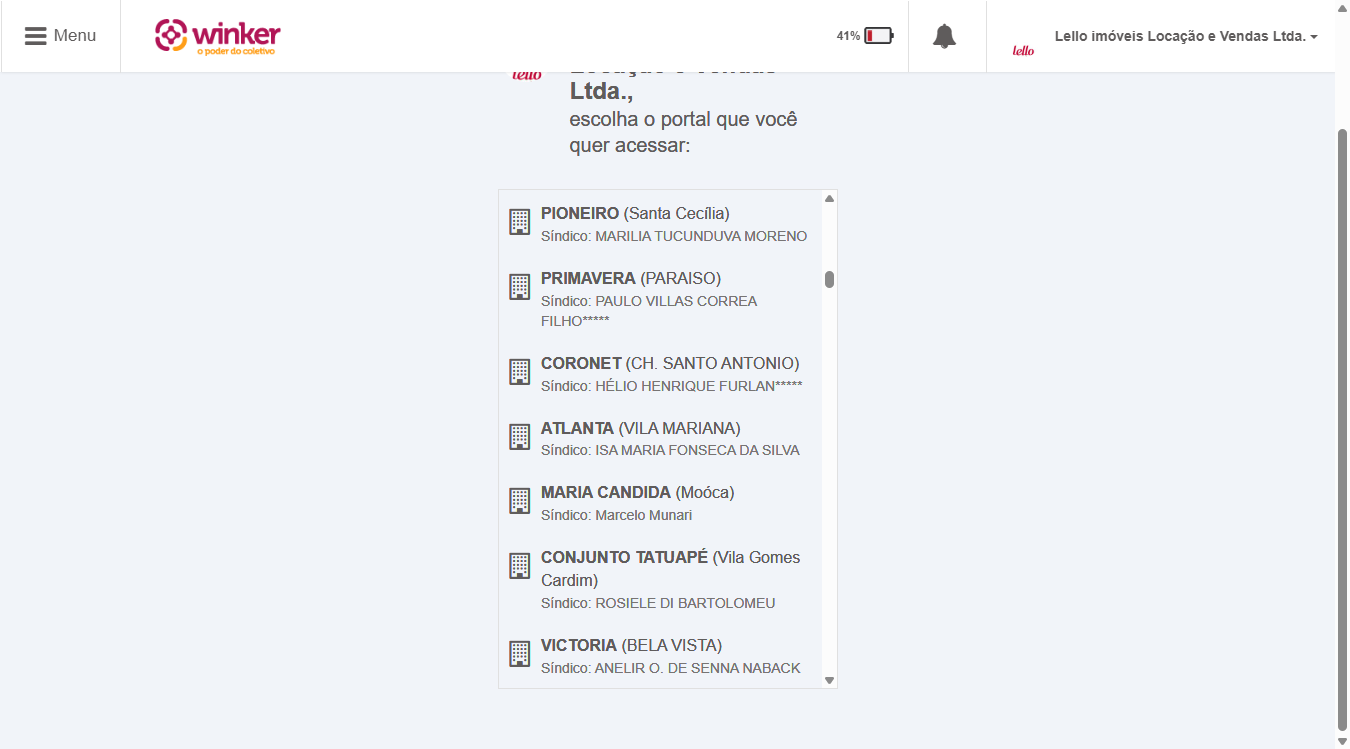 Menu
winker
o poder do coletivo
41%
lello
Lello imóveis Locação e Vendas Ltda.
lello
Locação e Vendas
Ltda.,
escolha o portal que você
quer acessar:
PIONEIRO (Santa Cecília)
Síndico: MARILIA TUCUNDUVA MORENO
PRIMAVERA (PARAISO)
Síndico: PAULO VILLAS CORREA
FILHO*****
CORONET (CH. SANTO ANTONIO)
Síndico: HÉLIO HENRIQUE FURLAN*****
ATLANTA (VILA MARIANA)
Síndico: ISA MARIA FONSECA DA SILVA
MARIA CANDIDA (Moóca)
Síndico: Marcelo Munari
CONJUNTO TATUAPÉ (Vila Gomes
Cardim)
Síndico: ROSIELE DI BARTOLOMEU
VICTORIA (BELA VISTA)
Síndico: ANELIR O. DE SENNA NABACK